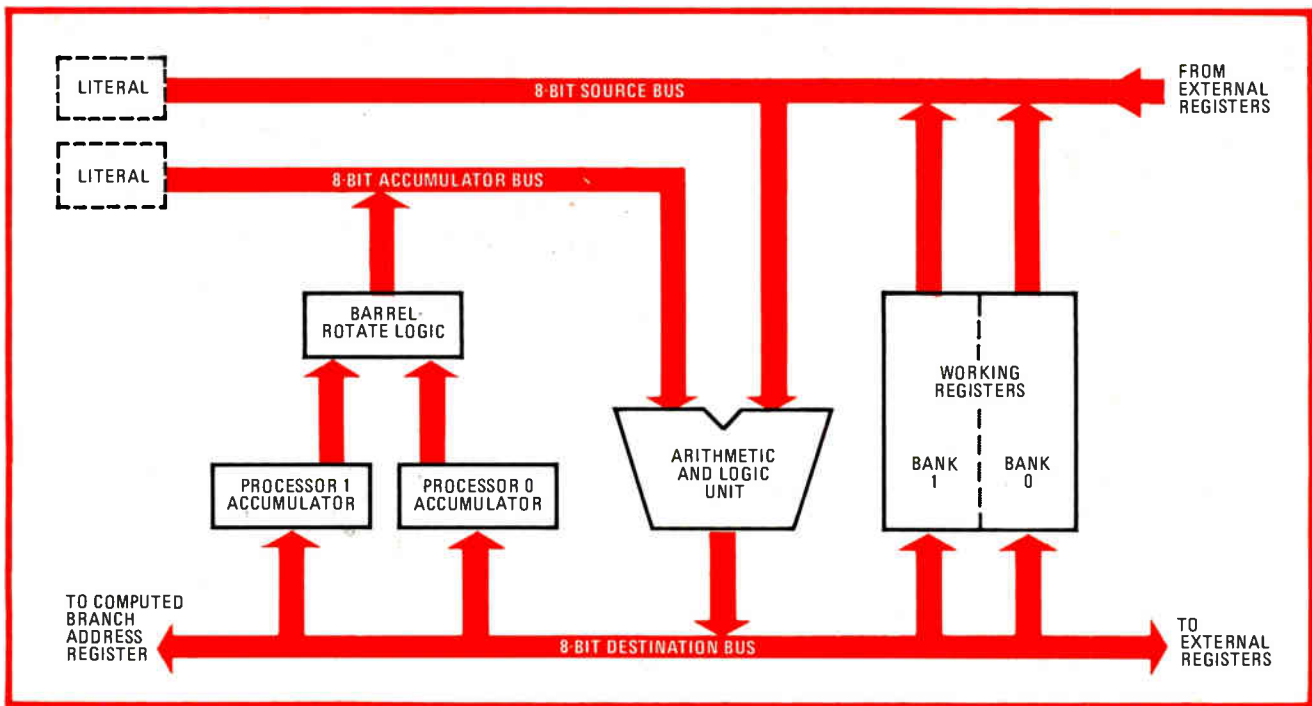 LITERAL
8-BIT SOURCE BUS
FROM
EXTERNAL
REGISTERS
LITERAL
8-BIT ACCUMULATOR BUS
BARREL-
ROTATE LOGIC
WORKING
REGISTERS
BANK
1
BANK
0
ARITHMETIC
AND LOGIC
UNIT
PROCESSOR 1
ACCUMULATOR
PROCESSOR 0
ACCUMULATOR
TO COMPUTED
BRANCH
ADDRESS
REGISTER
8-BIT DESTINATION BUS
TO
EXTERNAL
REGISTERS